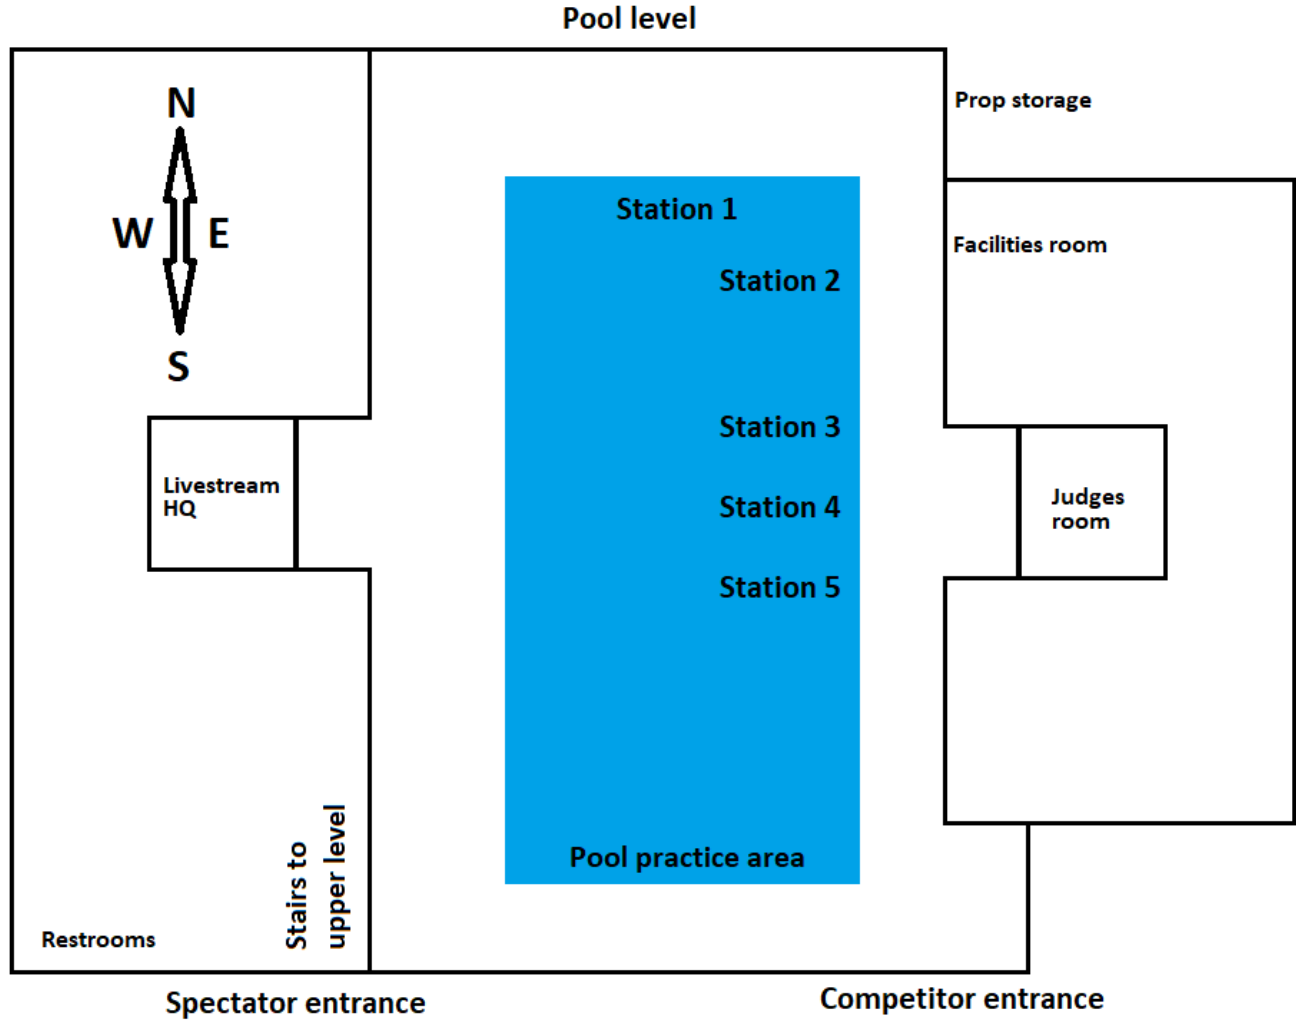 Pool level
N
W E
S
Prop storage
Station 1
Facilities room
Station 2
Station 3
Livestream
HQ
Station 4
Judges
room
Station 5
Stairs to
upper level
Pool practice area
Restrooms
Spectator entrance
Competitor entrance